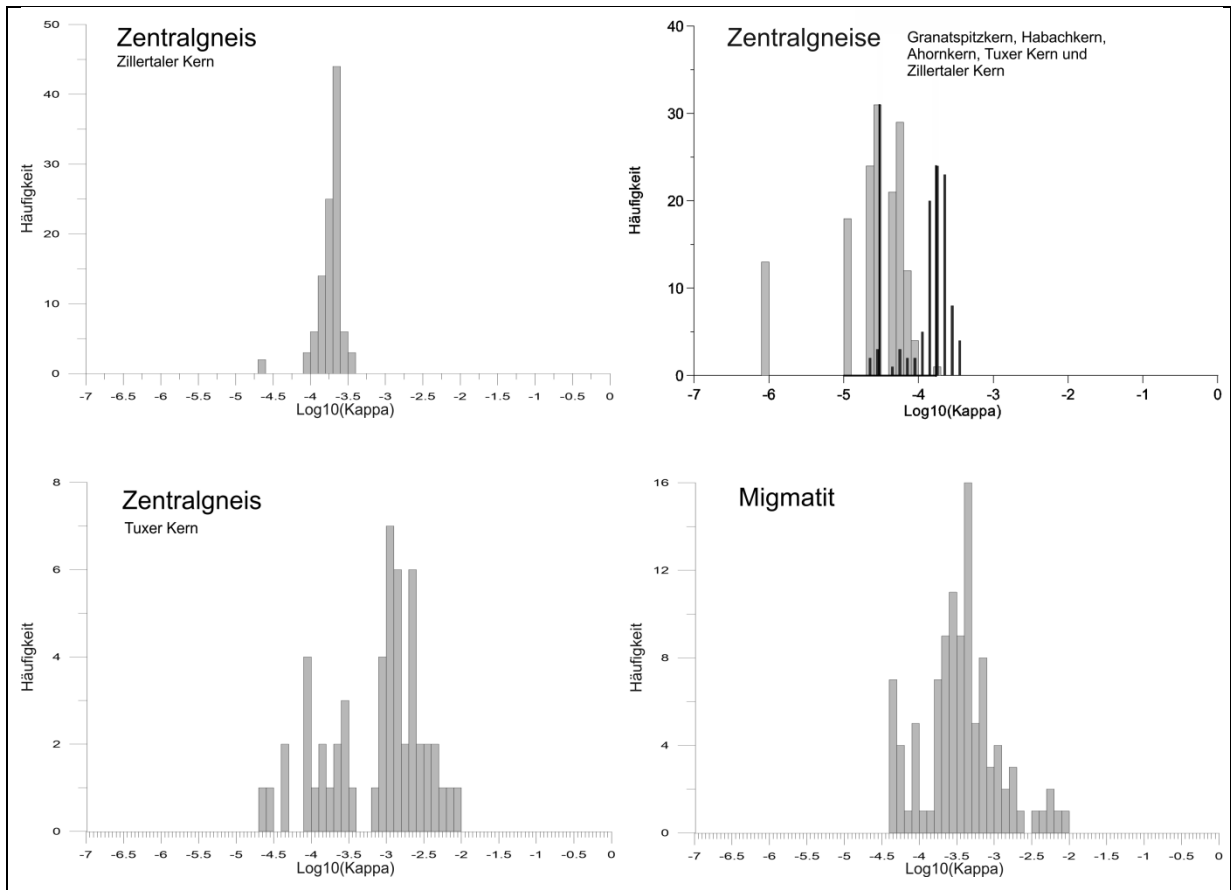 Zentralgneis
Zillertaler Kern
50
40
30
20
10
0
Häufigkeit
-7 -6.5 -6 -5.5 -5 -4.5 -4 -3.5 -3 -2.5 -2 -1.5 -1 -0.5 0
Log10(Kappa)
Zentralgneise
Granatspitzkern, Habachkern,
Ahornkern, Tuxer Kern und
Zillertaler Kern
40
30
20
10
0
Häufigkeit
-7 -6 -5 -4 -3 -2 -1 0
Log10(Kappa)
Zentralgneis
Tuxer Kern
8
6
4
2
0
Häufigkeit
-7 -6.5 -6 -5.5 -5 -4.5 -4 -3.5 -3 -2.5 -2 -1.5 -1 -0.5 0
Log10(Kappa)
Migmatit
16
12
8
4
0
Häufigkeit
-7 -6.5 -6 -5.5 -5 -4.5 -4 -3.5 -3 -2.5 -2 -1.5 -1 -0.5 0
Log10(Kappa)